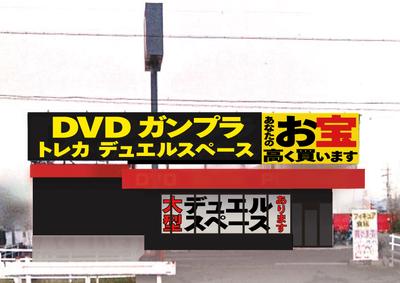 DVD ガンプラ
トレカ デュエルスペース
あなたの
お宝
高く買います
大型
デュエル
スペース
あります
フィギュア